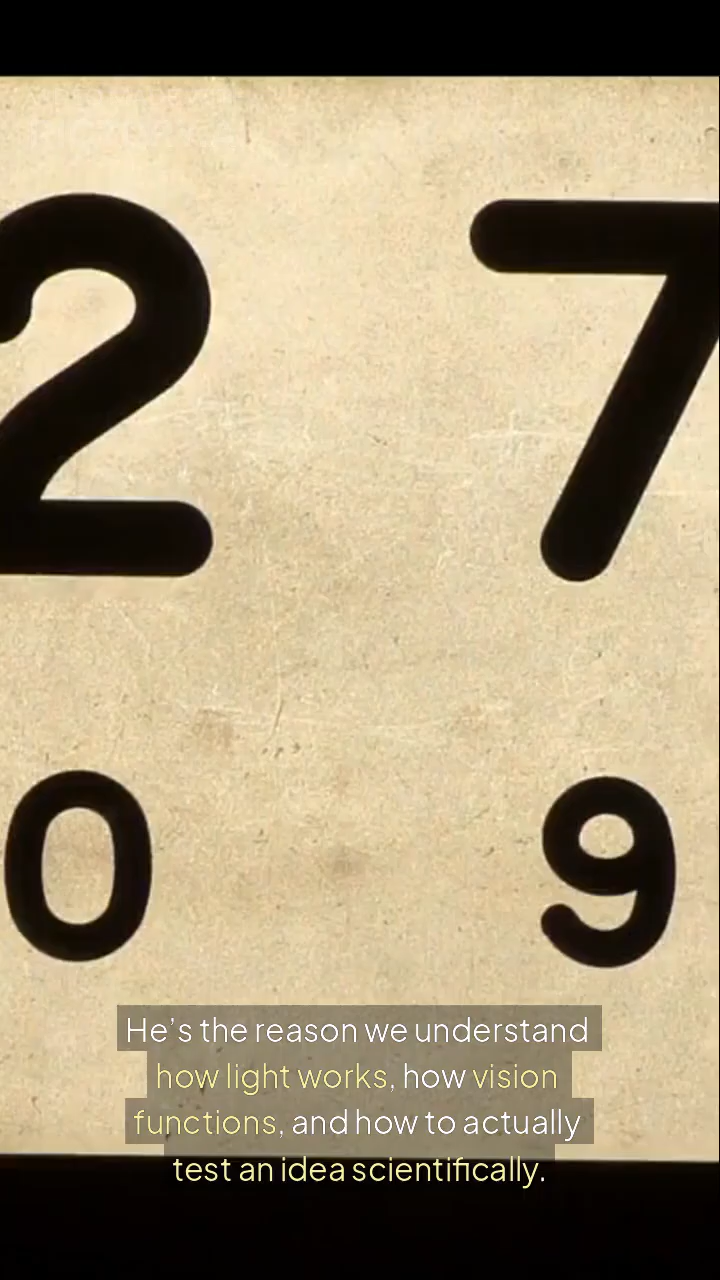 2 7
0 9
He’s the reason we understand
how light works, how vision
functions, and how to actually
test an idea scientifically.